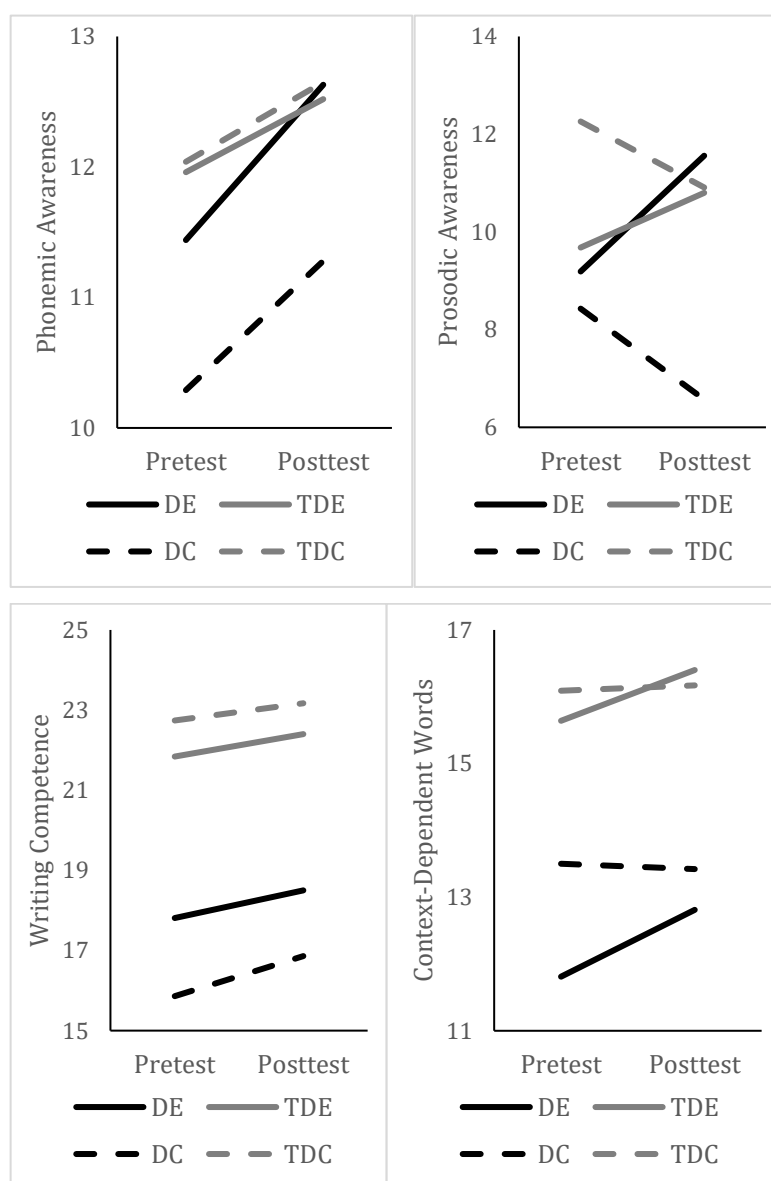 Phonemic Awareness
13
12
11
10
Pretest Posttest
DE TDE
DC TDC
Prosodic Awareness
14
12
10
8
6
Pretest Posttest
DE TDE
DC TDC
Writing Competence
25
23
21
19
17
15
Pretest Posttest
DE TDE
DC TDC
Context-Dependent Words
17
15
13
11
Pretest Posttest
DE TDE
DC TDC